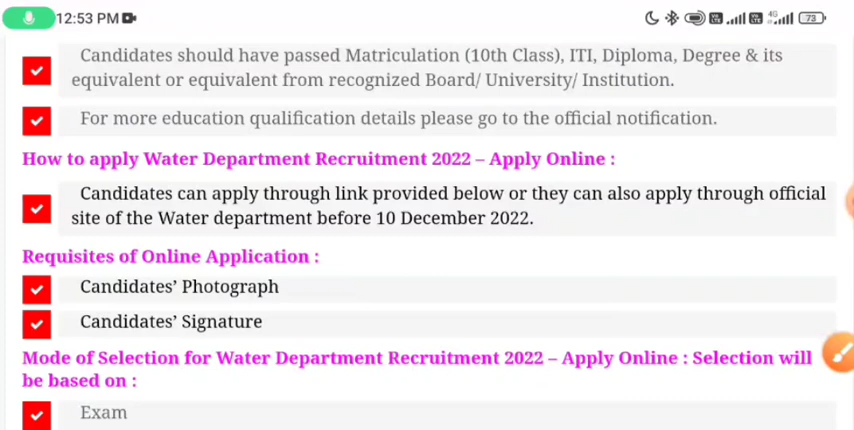 12:53 PM
4G
73
Candidates should have passed Matriculation (10th Class), ITI, Diploma, Degree & its
equivalent or equivalent from recognized Board/ University/ Institution.
For more education qualification details please go to the official notification.
How to apply Water Department Recruitment 2022 – Apply Online :
Candidates can apply through link provided below or they can also apply through official
site of the Water department before 10 December 2022.
Requisites of Online Application :
Candidates’ Photograph
Candidates’ Signature
Mode of Selection for Water Department Recruitment 2022 – Apply Online : Selection will
be based on :
Exam